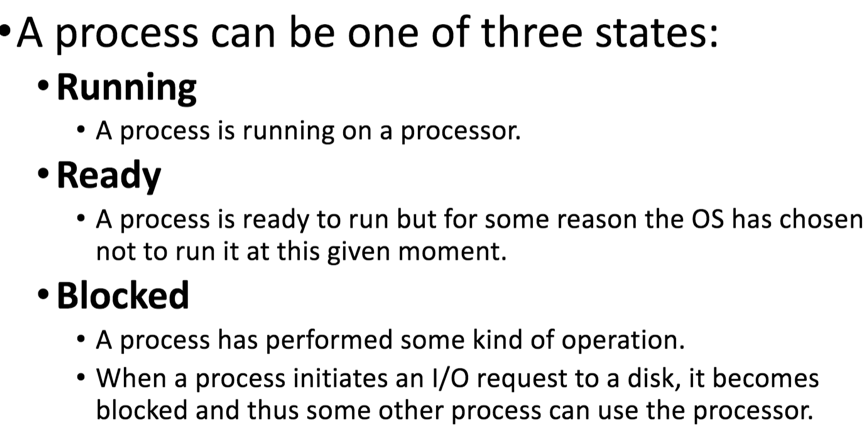 •A process can be one of three states:
•Running
• A process is running on a processor.
•Ready
• A process is ready to run but for some reason the OS has chosen
not to run it at this given moment.
•Blocked
• A process has performed some kind of operation.
• When a process initiates an I/O request to a disk, it becomes
blocked and thus some other process can use the processor.